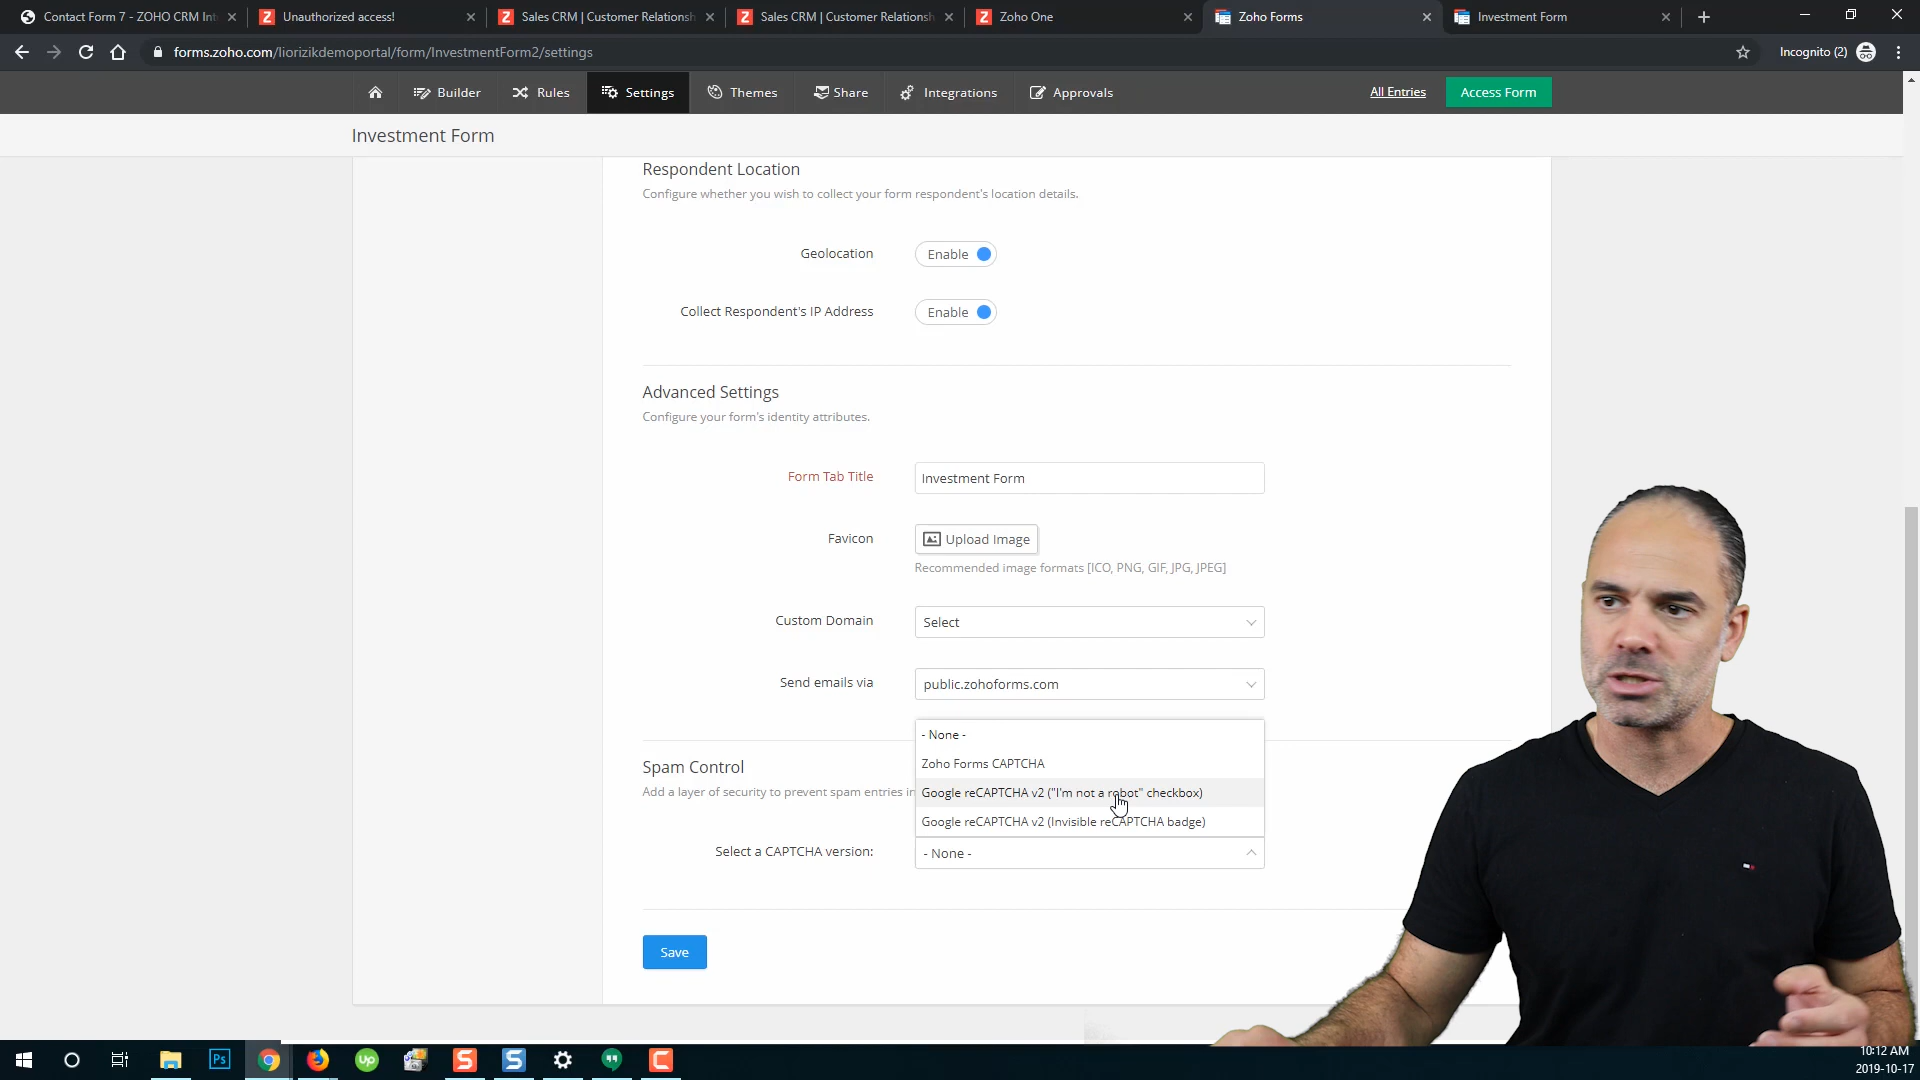 Contact Form 7 - ZOHO CRM Int
Unauthorized access!
Sales CRM | Customer Relationsh
Sales CRM | Customer Relationsh
Zoho One
Zoho Forms
Investment Form
forms.zoho.com/liorizikdemoportal/form/InvestmentForm2/settings
Incognito (2)
Builder
Rules
Settings
Themes
Share
Integrations
Approvals
All Entries
Access Form
Investment Form
Respondent Location
Configure whether you wish to collect your form respondent's location details.
Geolocation
Enable
Collect Respondent's IP Address
Enable
Advanced Settings
Configure your form's identity attributes.
Form Tab Title
Investment Form
Favicon
Upload Image
Recommended image formats [ICO, PNG, GIF, JPG, JPEG]
Custom Domain
Select
Send emails via
public.zohoforms.com
- None -
Zoho Forms CAPTCHA
Google reCAPTCHA v2 ("I'm not a robot" checkbox)
Google reCAPTCHA v2 (Invisible reCAPTCHA badge)
Spam Control
Add a layer of security to prevent spam entries in
Select a CAPTCHA version:
- None -
Save
Ps
Up
S
S
C
10:12 AM
2019-10-17